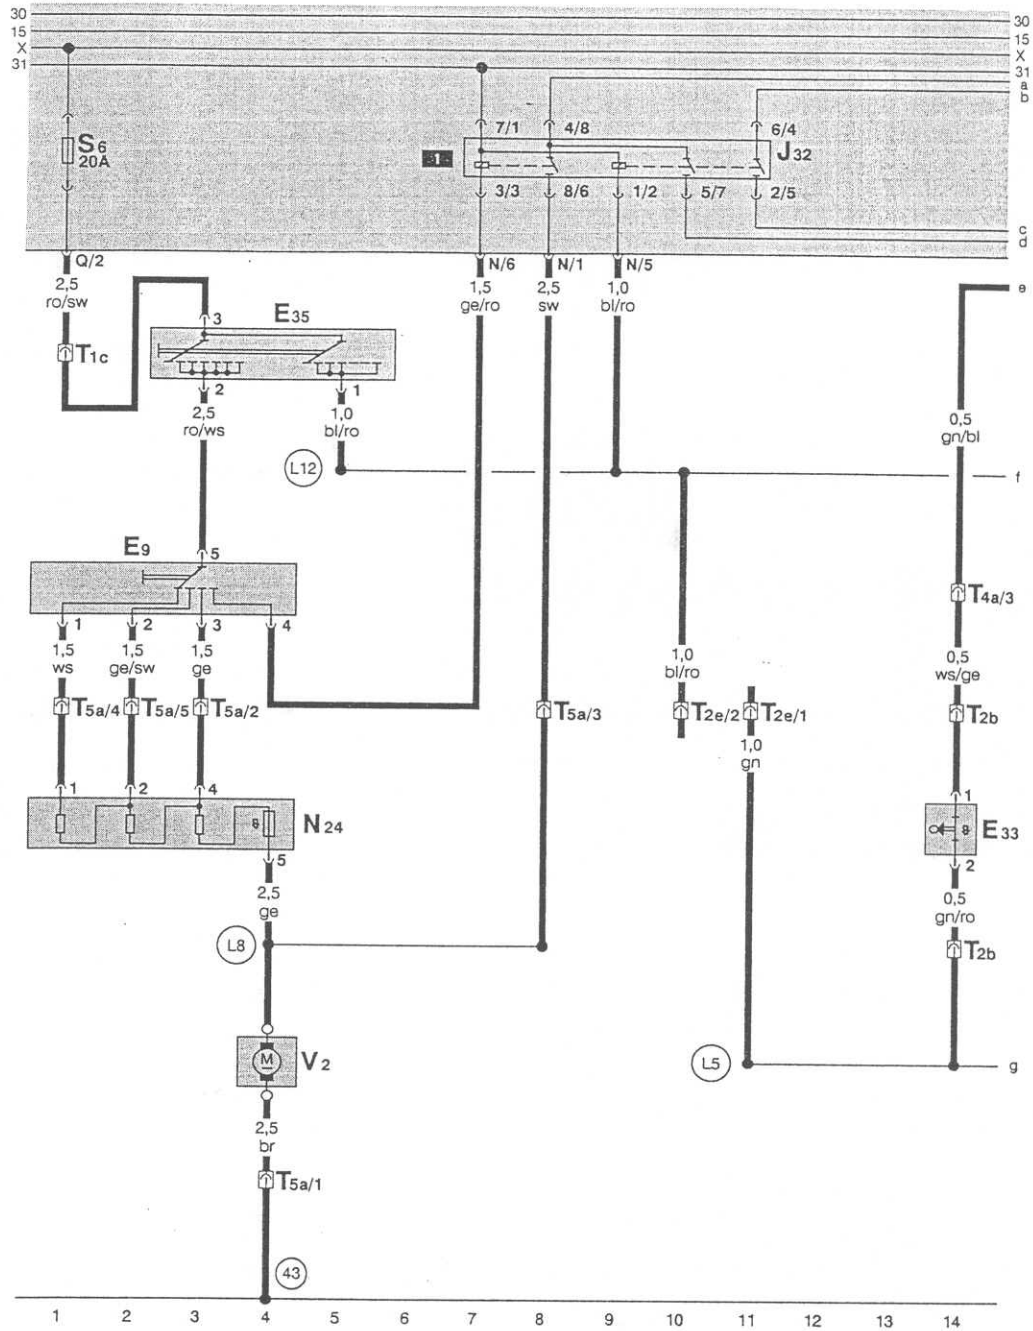 30 30
15 15
X X
31 31
a
b
S6
20A
7/1 4/8 6/4
1 J32
3/3 8/6 1/2 5/7 2/5
c
d
Q/2 N/6 N/1 N/5
2,5 1,5 2,5 1,0
ro/sw ge/ro sw bl/ro
e
3 E35
T1c
2 1
2,5 1,0 0,5
ro/ws bl/ro gn/bl
L12 f
E9 5
T4a/3
1 2 3 4
1,5 1,5 1,5 1,0 0,5
ws ge/sw ge bl/ro ws/ge
T5a/4 T5a/5 T5a/2 T5a/3 T2e/2 T2e/1 T2b
1,0
gn
1 2 4 1
N24 E33
5 2
2,5 0,5
ge gn/ro
L8 T2b
M V2 L5 g
2,5
br
T5a/1
43
1 2 3 4 5 6 7 8 9 10 11 12 13 14